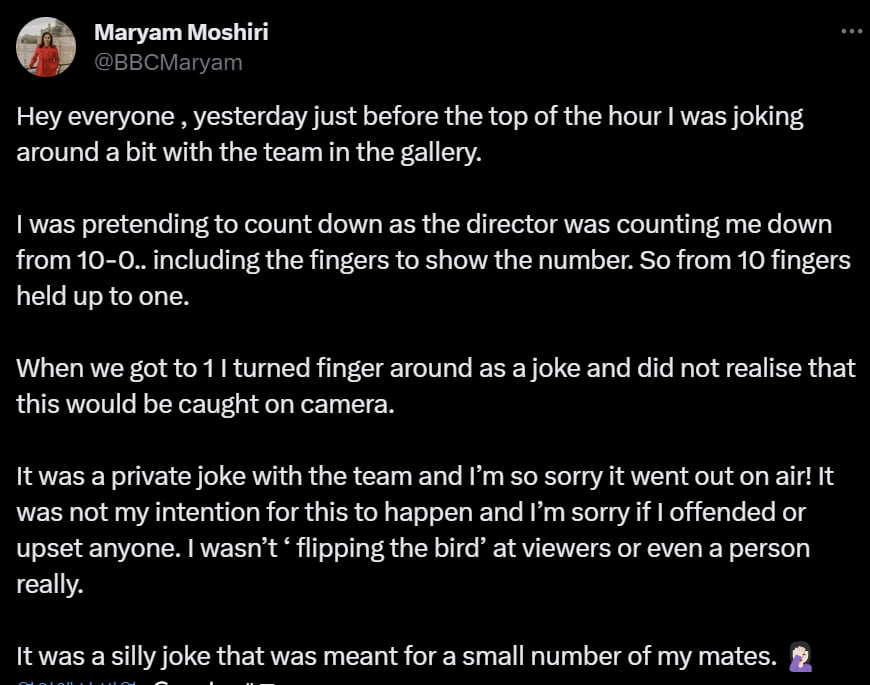 Maryam Moshiri
@BBCMaryam
Hey everyone , yesterday just before the top of the hour I was joking
around a bit with the team in the gallery.
I was pretending to count down as the director was counting me down
from 10-0.. including the fingers to show the number. So from 10 fingers
held up to one.
When we got to 1 I turned finger around as a joke and did not realise that
this would be caught on camera.
It was a private joke with the team and I’m so sorry it went out on air! It
was not my intention for this to happen and I’m sorry if I offended or
upset anyone. I wasn’t ‘ flipping the bird’ at viewers or even a person
really.
It was a silly joke that was meant for a small number of my mates. 🤦🏻‍♀️